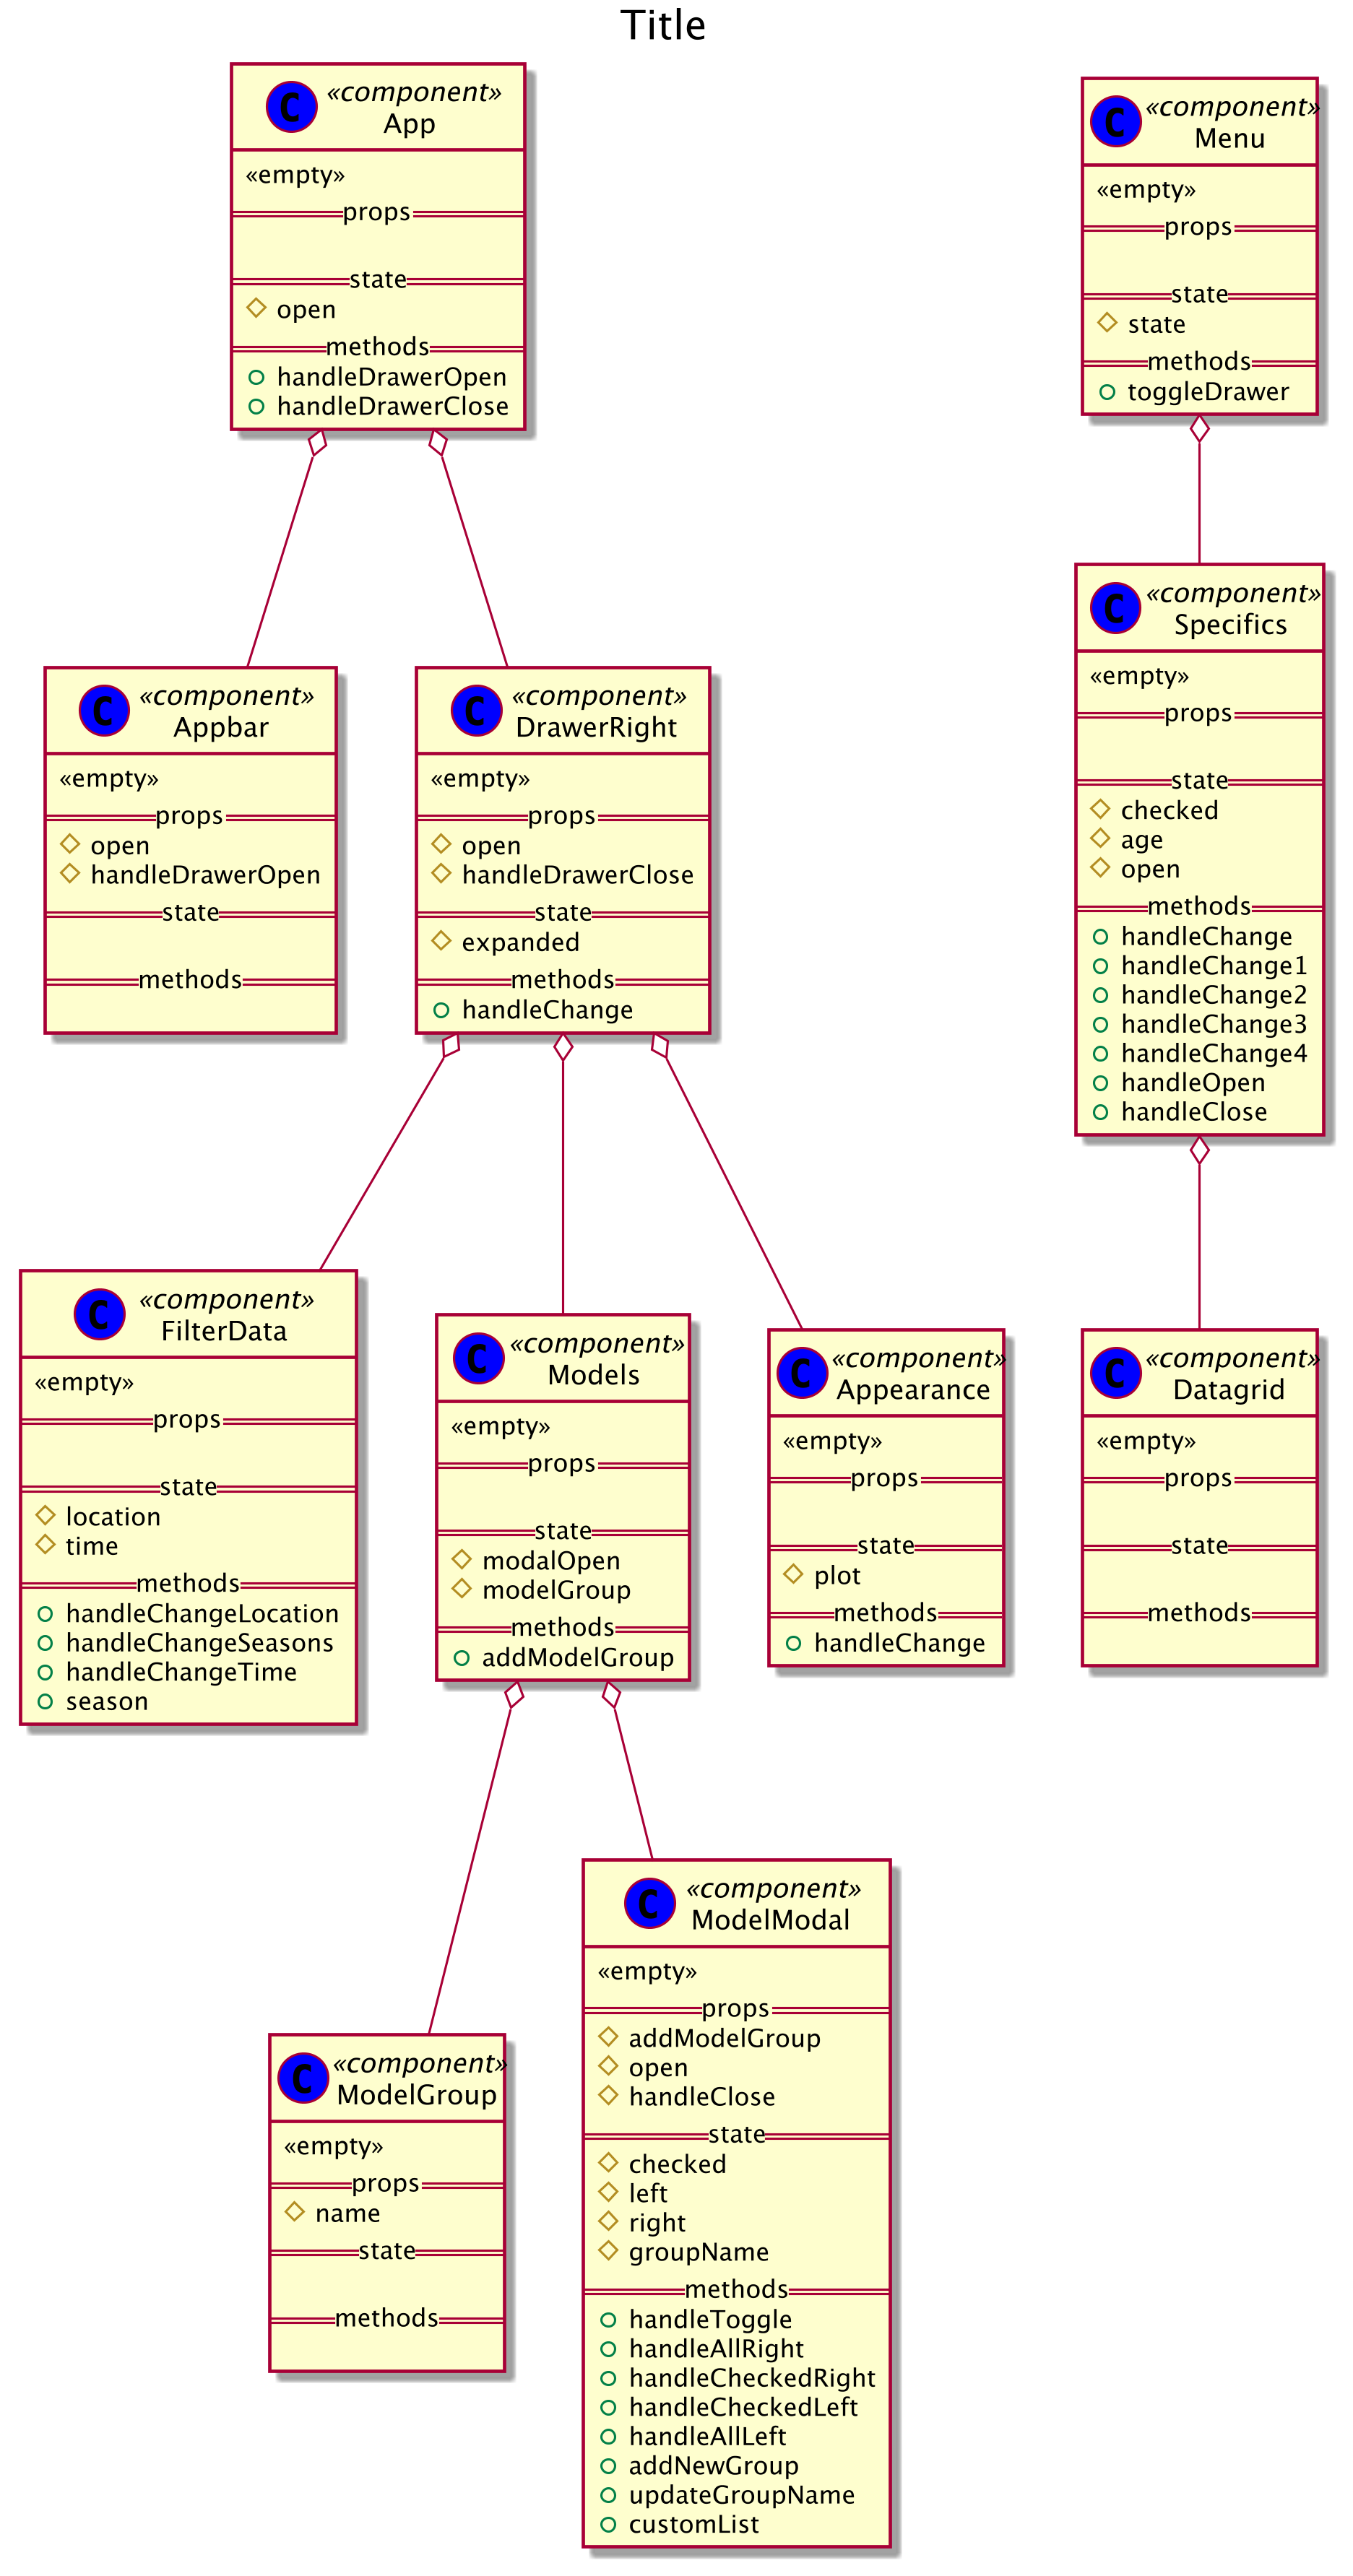 Title
C
«component»
App
«empty»
props
state
open
methods
handleDrawerOpen
handleDrawerClose
C
«component»
Menu
«empty»
props
state
state
methods
toggleDrawer
C
«component»
Appbar
«empty»
props
open
handleDrawerOpen
state
methods
C
«component»
DrawerRight
«empty»
props
open
handleDrawerClose
state
expanded
methods
handleChange
C
«component»
Specifics
«empty»
props
state
checked
age
open
methods
handleChange
handleChange1
handleChange2
handleChange3
handleChange4
handleOpen
handleClose
C
«component»
FilterData
«empty»
props
state
location
time
methods
handleChangeLocation
handleChangeSeasons
handleChangeTime
season
C
«component»
Models
«empty»
props
state
modalOpen
modelGroup
methods
addModelGroup
C
«component»
Appearance
«empty»
props
state
plot
methods
handleChange
C
«component»
Datagrid
«empty»
props
state
methods
C
«component»
ModelGroup
«empty»
props
name
state
methods
C
«component»
ModelModal
«empty»
props
addModelGroup
open
handleClose
state
checked
left
right
groupName
methods
handleToggle
handleAllRight
handleCheckedRight
handleCheckedLeft
handleAllLeft
addNewGroup
updateGroupName
customList